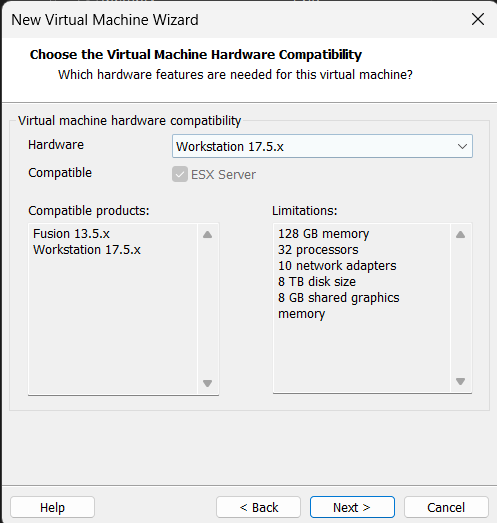 New Virtual Machine Wizard
Choose the Virtual Machine Hardware Compatibility
Which hardware features are needed for this virtual machine?
Virtual machine hardware compatibility
Hardware
Workstation 17.5.x
Compatible
ESX Server
Compatible products:
Fusion 13.5.x
Workstation 17.5.x
Limitations:
128 GB memory
32 processors
10 network adapters
8 TB disk size
8 GB shared graphics
memory
Help
< Back
Next >
Cancel